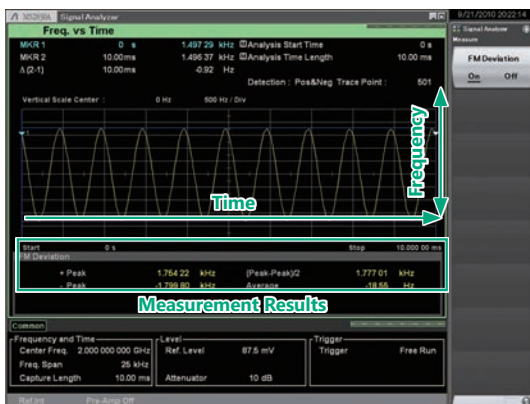 MS2690A Signal Analyzer
9/21/2010 20:22:14
Freq. vs Time
Signal Analyzer
Measure
MKR 1 0 s 1.497 29 kHz Analysis Start Time 0 s
MKR 2 10.00ms 1.496 37 kHz Analysis Time Length 10.00 ms
Δ (2-1) 10.00ms -0.92 Hz
FM Deviation
On Off
Detection : Pos&Neg Trace Point : 501
Vertical Scale Center : 0 Hz 500 Hz / Div
1
Frequency
Time
Start 0 s Stop 10.000 00 ms
FM Deviation
+ Peak 1.754 22 kHz (Peak-Peak)/2 1.777 01 kHz
- Peak -1.799 80 kHz Average -18.55 Hz
Measurement Results
Common
Frequency and Time Level Trigger
Center Freq. 2.000 000 000 GHz Ref. Level 87.5 mV Trigger Free Run
Freq. Span 25 kHz
Capture Length 10.00 ms Attenuator 10 dB
Ref.Int Pre-Amp Off